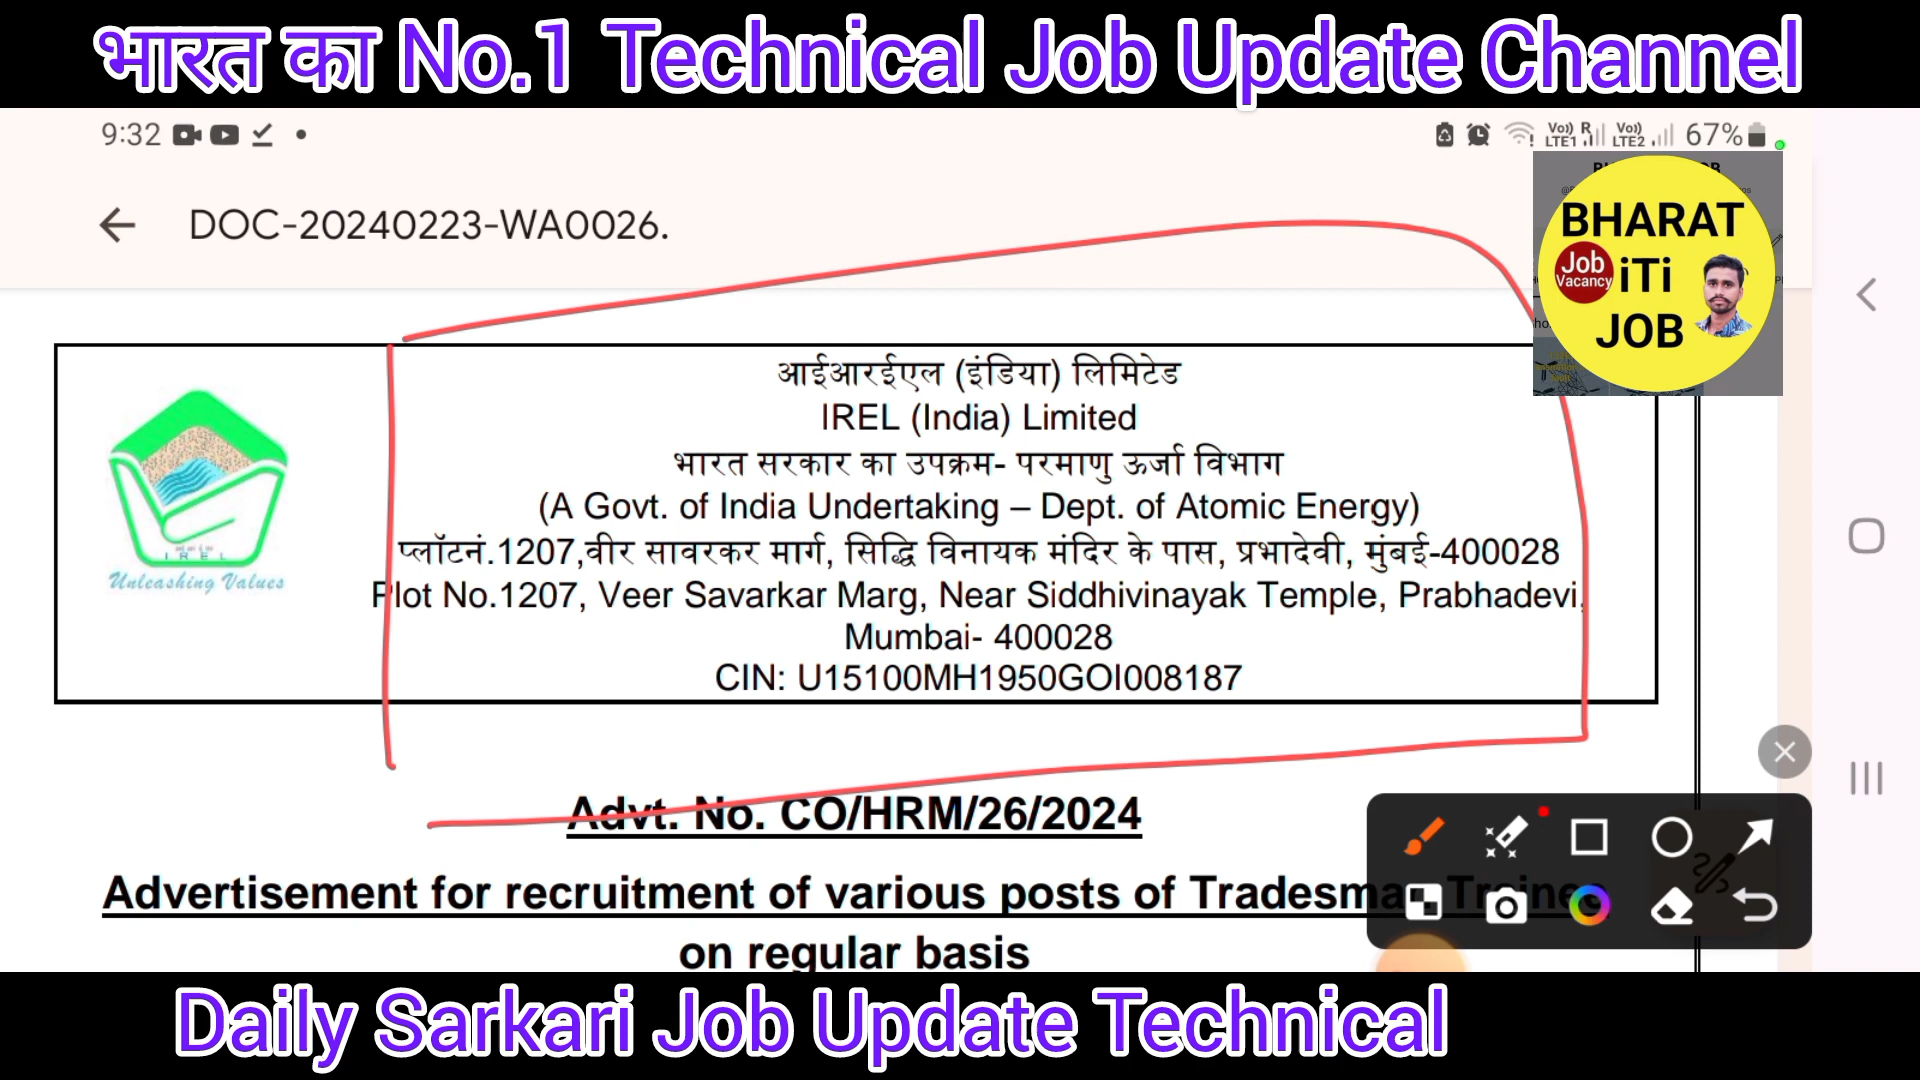 भारत का No.1 Technical Job Update Channel
9:32
Vo)) R LTE1 Vo)) LTE2 67%
DOC-20240223-WA0026.
BHARAT
Job Vacancy iTi
JOB
आईआरईएल (इंडिया) लिमिटेड
IREL (India) Limited
भारत सरकार का उपक्रम- परमाणु ऊर्जा विभाग
(A Govt. of India Undertaking – Dept. of Atomic Energy)
प्लॉटनं.1207,वीर सावरकर मार्ग, सिद्धि विनायक मंदिर के पास, प्रभादेवी, मुंबई-400028
Plot No.1207, Veer Savarkar Marg, Near Siddhivinayak Temple, Prabhadevi,
Mumbai- 400028
CIN: U15100MH1950GOI008187
I R E L
Unleashing Values
Advt. No. CO/HRM/26/2024
Advertisement for recruitment of various posts of Tradesman Trainee
on regular basis
Daily Sarkari Job Update Technical